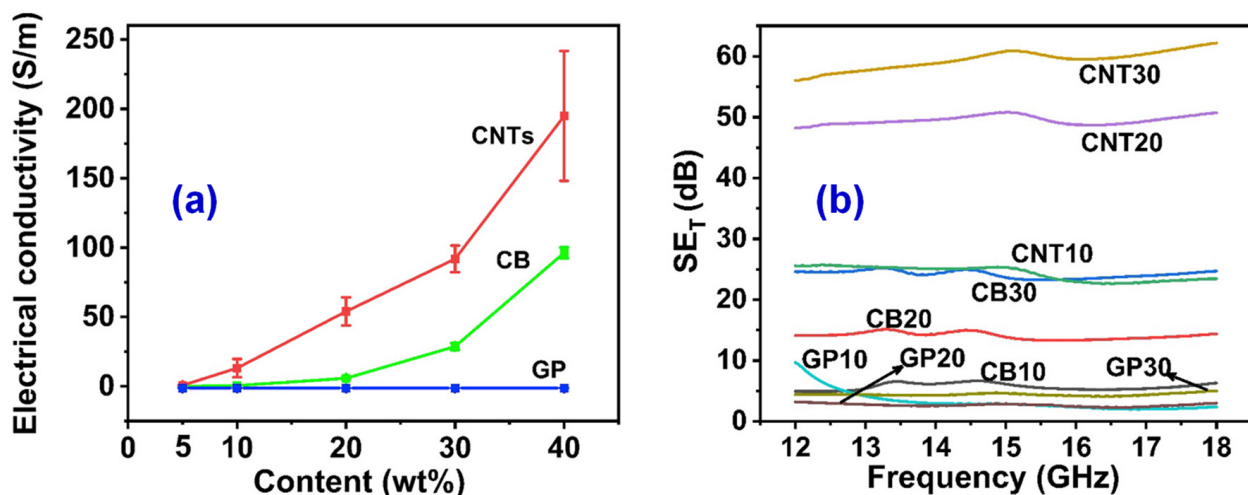 Electrical conductivity (S/m)
250
200
150
100
50
0
(a)
CNTs
CB
GP
0
5
10
20
30
40
Content (wt%)
SET (dB)
60
50
40
30
20
10
0
(b)
CNT30
CNT20
CNT10
CB30
CB20
GP10
GP20
CB10
GP30
12
13
14
15
16
17
18
Frequency (GHz)